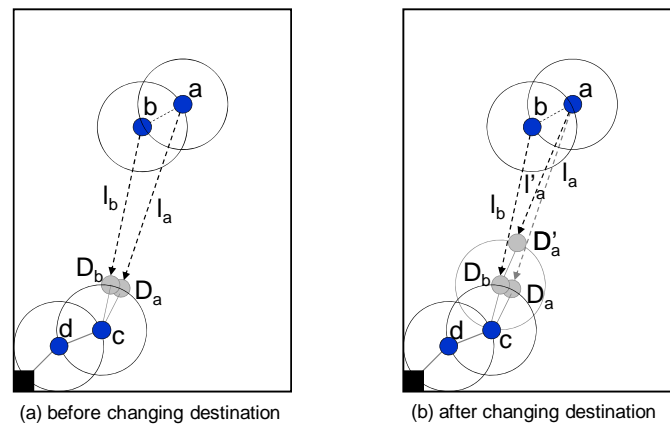 a
b
l_b
l_a
D_b
D_a
d
c
(a) before changing destination
a
b
l_b
l'_a
l_a
D'_a
D_b
D_a
d
c
(b) after changing destination